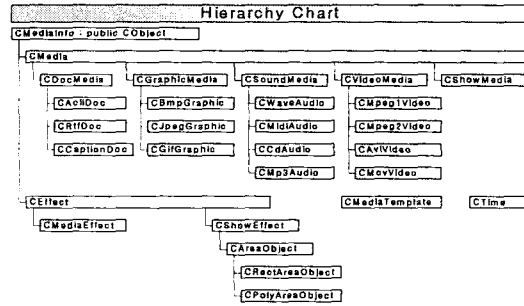 Hierarchy Chart
CMediaInfo : public CObject
CMedia
CDocMedia CGraphicMedia CSoundMedia CVideoMedia CShowMedia
CAciiDoc CBmpGraphic CWaveAudio CMpeg1Video
CRtfDoc CJpegGraphic CMidiAudio CMpeg2Video
CCaptionDoc CGifGraphic CCdAudio CAviVideo
CMp3Audio CMovVideo
CEffect CMediaTemplate CTime
CMediaEffect CShowEffect
CAreaObject
CRectAreaObject
CPolyAreaObject